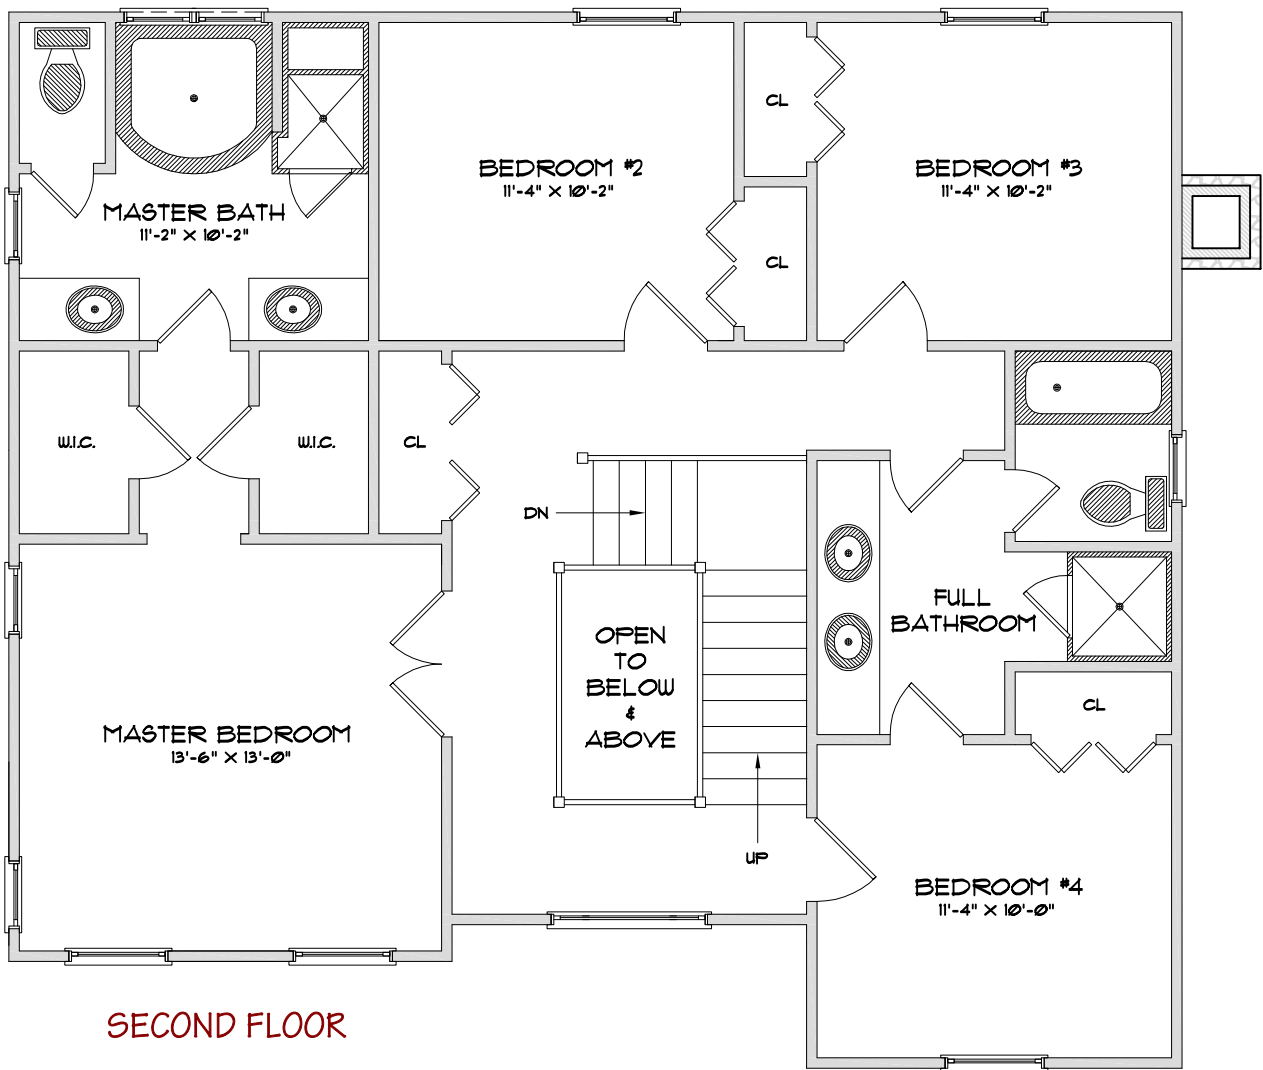 CL
BEDROOM #2
11'-4" X 10'-2"
BEDROOM #3
11'-4" X 10'-2"
MASTER BATH
11'-2" X 10'-2"
CL
W.I.C.
W.I.C.
CL
DN
FULL
BATHROOM
OPEN
TO
BELOW
&
ABOVE
CL
MASTER BEDROOM
13'-6" X 13'-0"
UP
BEDROOM #4
11'-4" X 10'-0"
SECOND FLOOR